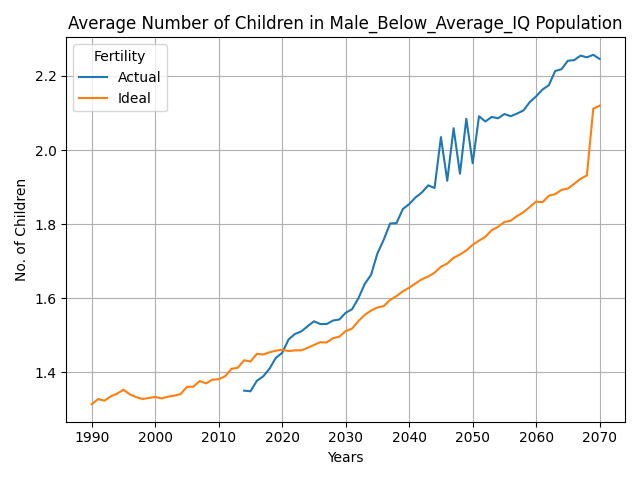 Average Number of Children in Male_Below_Average_IQ Population
Fertility
Actual
Ideal
No. of Children
2.2
2.0
1.8
1.6
1.4
1990 2000 2010 2020 2030 2040 2050 2060 2070
Years